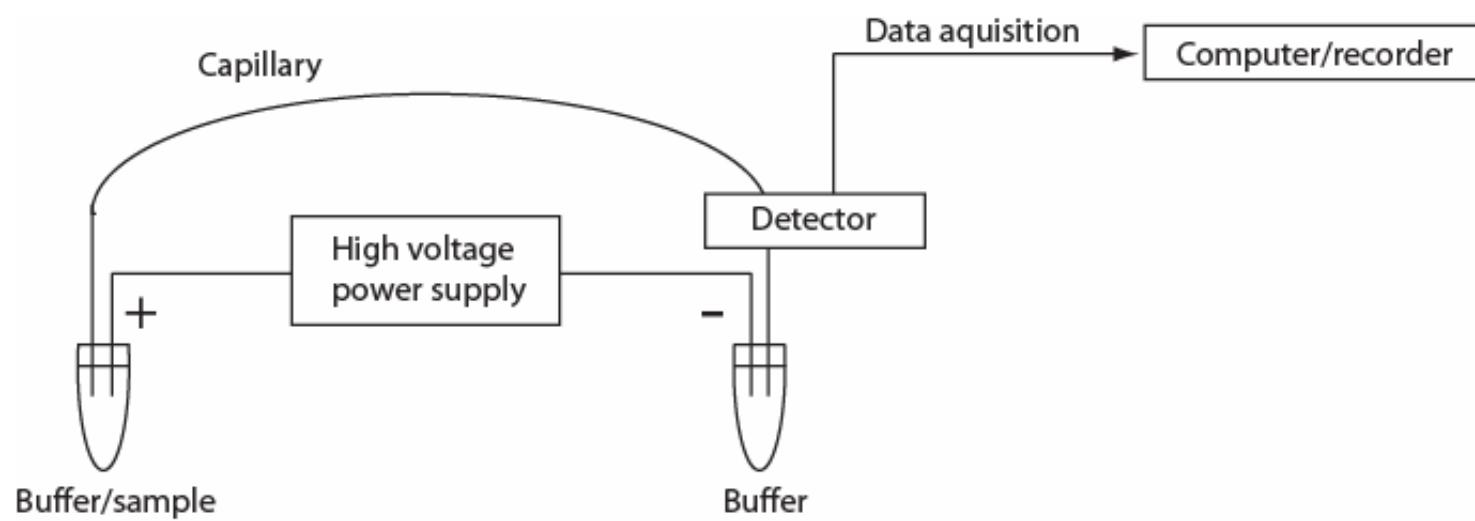 Data aquisition
Computer/recorder
Capillary
Detector
High voltage
power supply
+
-
Buffer/sample
Buffer